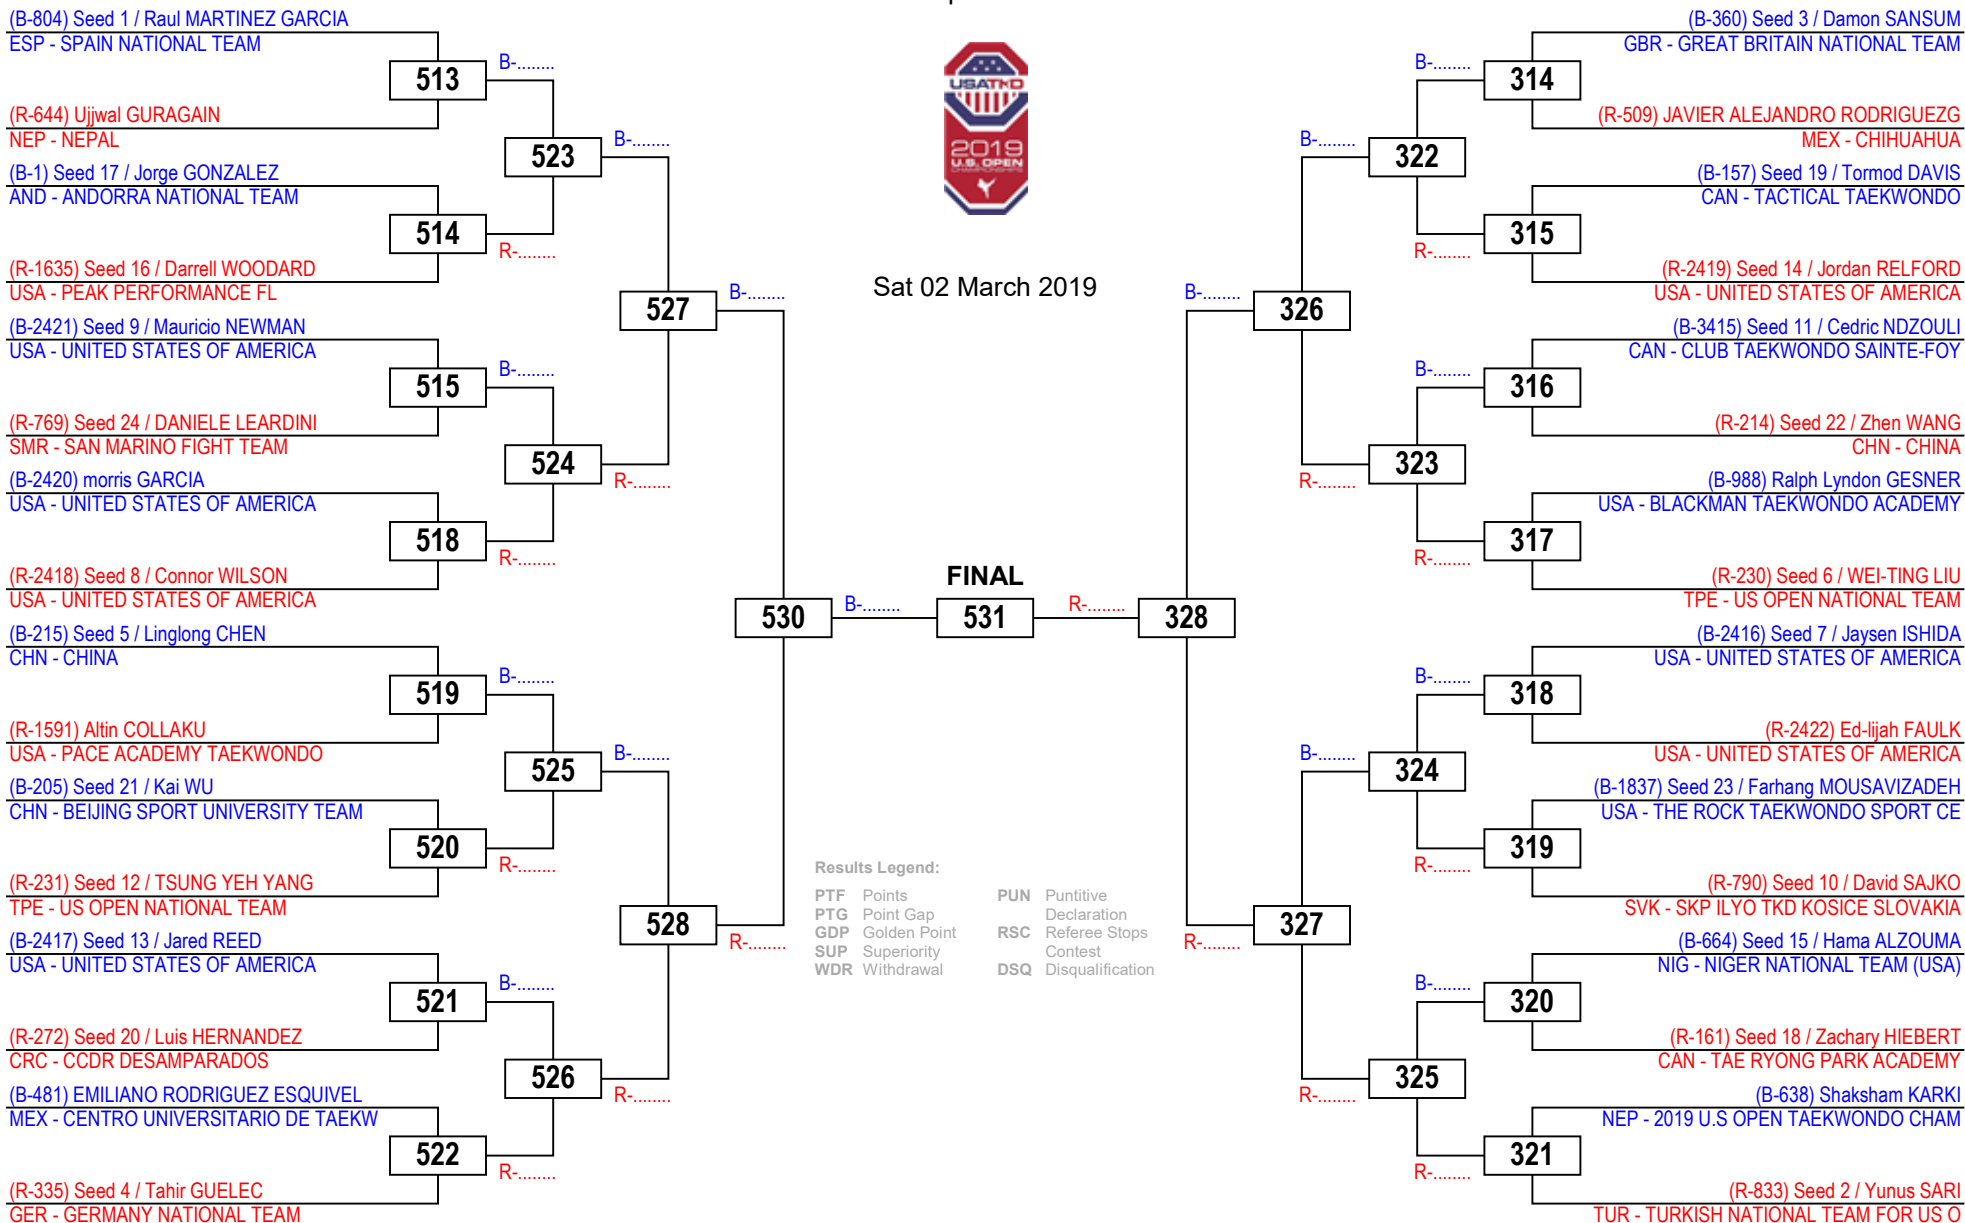 (B-804) Seed 1 / Raul MARTINEZ GARCIA
ESP - SPAIN NATIONAL TEAM
513
B-........
(R-644) Ujjwal GURAGAIN
NEP - NEPAL
523
B-........
(B-1) Seed 17 / Jorge GONZALEZ
AND - ANDORRA NATIONAL TEAM
514
R-........
(R-1635) Seed 16 / Darrell WOODARD
USA - PEAK PERFORMANCE FL
527
B-........
(B-2421) Seed 9 / Mauricio NEWMAN
USA - UNITED STATES OF AMERICA
515
B-........
(R-769) Seed 24 / DANIELE LEARDINI
SMR - SAN MARINO FIGHT TEAM
524
R-........
(B-2420) morris GARCIA
USA - UNITED STATES OF AMERICA
518
R-........
(R-2418) Seed 8 / Connor WILSON
USA - UNITED STATES OF AMERICA
530
B-........
(B-215) Seed 5 / Linglong CHEN
CHN - CHINA
519
B-........
(R-1591) Altin COLLAKU
USA - PACE ACADEMY TAEKWONDO
525
B-........
(B-205) Seed 21 / Kai WU
CHN - BEIJING SPORT UNIVERSITY TEAM
520
R-........
(R-231) Seed 12 / TSUNG YEH YANG
TPE - US OPEN NATIONAL TEAM
528
R-........
(B-2417) Seed 13 / Jared REED
USA - UNITED STATES OF AMERICA
521
B-........
(R-272) Seed 20 / Luis HERNANDEZ
CRC - CCDR DESAMPARADOS
526
R-........
(B-481) EMILIANO RODRIGUEZ ESQUIVEL
MEX - CENTRO UNIVERSITARIO DE TAEKW
522
R-........
(R-335) Seed 4 / Tahir GUELEC
GER - GERMANY NATIONAL TEAM
USATKD
2019
U.S. OPEN
CHAMPIONSHIPS
Sat 02 March 2019
FINAL
531
Results Legend:
PTF Points
PTG Point Gap
GDP Golden Point
SUP Superiority
WDR Withdrawal
PUN Puntitive
Declaration
RSC Referee Stops
Contest
DSQ Disqualification
(B-360) Seed 3 / Damon SANSUM
GBR - GREAT BRITAIN NATIONAL TEAM
B-........
314
(R-509) JAVIER ALEJANDRO RODRIGUEZG
MEX - CHIHUAHUA
B-........
322
(B-157) Seed 19 / Tormod DAVIS
CAN - TACTICAL TAEKWONDO
R-........
315
(R-2419) Seed 14 / Jordan RELFORD
USA - UNITED STATES OF AMERICA
B-........
326
(B-3415) Seed 11 / Cedric NDZOULI
CAN - CLUB TAEKWONDO SAINTE-FOY
B-........
316
(R-214) Seed 22 / Zhen WANG
CHN - CHINA
R-........
323
(B-988) Ralph Lyndon GESNER
USA - BLACKMAN TAEKWONDO ACADEMY
R-........
317
(R-230) Seed 6 / WEI-TING LIU
TPE - US OPEN NATIONAL TEAM
R-........
328
(B-2416) Seed 7 / Jaysen ISHIDA
USA - UNITED STATES OF AMERICA
B-........
318
(R-2422) Ed-lijah FAULK
USA - UNITED STATES OF AMERICA
B-........
324
(B-1837) Seed 23 / Farhang MOUSAVIZADEH
USA - THE ROCK TAEKWONDO SPORT CE
R-........
319
(R-790) Seed 10 / David SAJKO
SVK - SKP ILYO TKD KOSICE SLOVAKIA
R-........
327
(B-664) Seed 15 / Hama ALZOUMA
NIG - NIGER NATIONAL TEAM (USA)
B-........
320
(R-161) Seed 18 / Zachary HIEBERT
CAN - TAE RYONG PARK ACADEMY
R-........
325
(B-638) Shaksham KARKI
NEP - 2019 U.S OPEN TAEKWONDO CHAM
R-........
321
(R-833) Seed 2 / Yunus SARI
TUR - TURKISH NATIONAL TEAM FOR US O